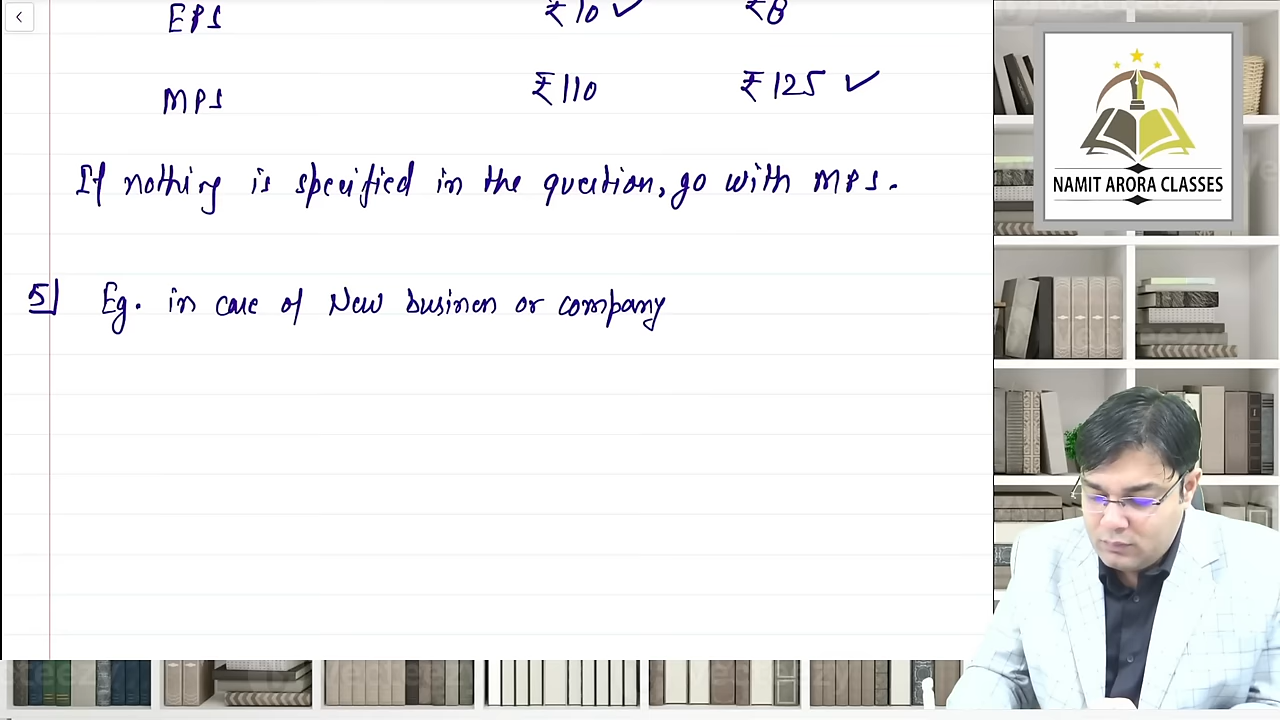 EPS ₹10 ✓ ₹8
MPS ₹110 ₹125 ✓
If nothing is specified in the question, go with MPS.
5] Eg. in case of New business or company
NAMIT ARORA CLASSES